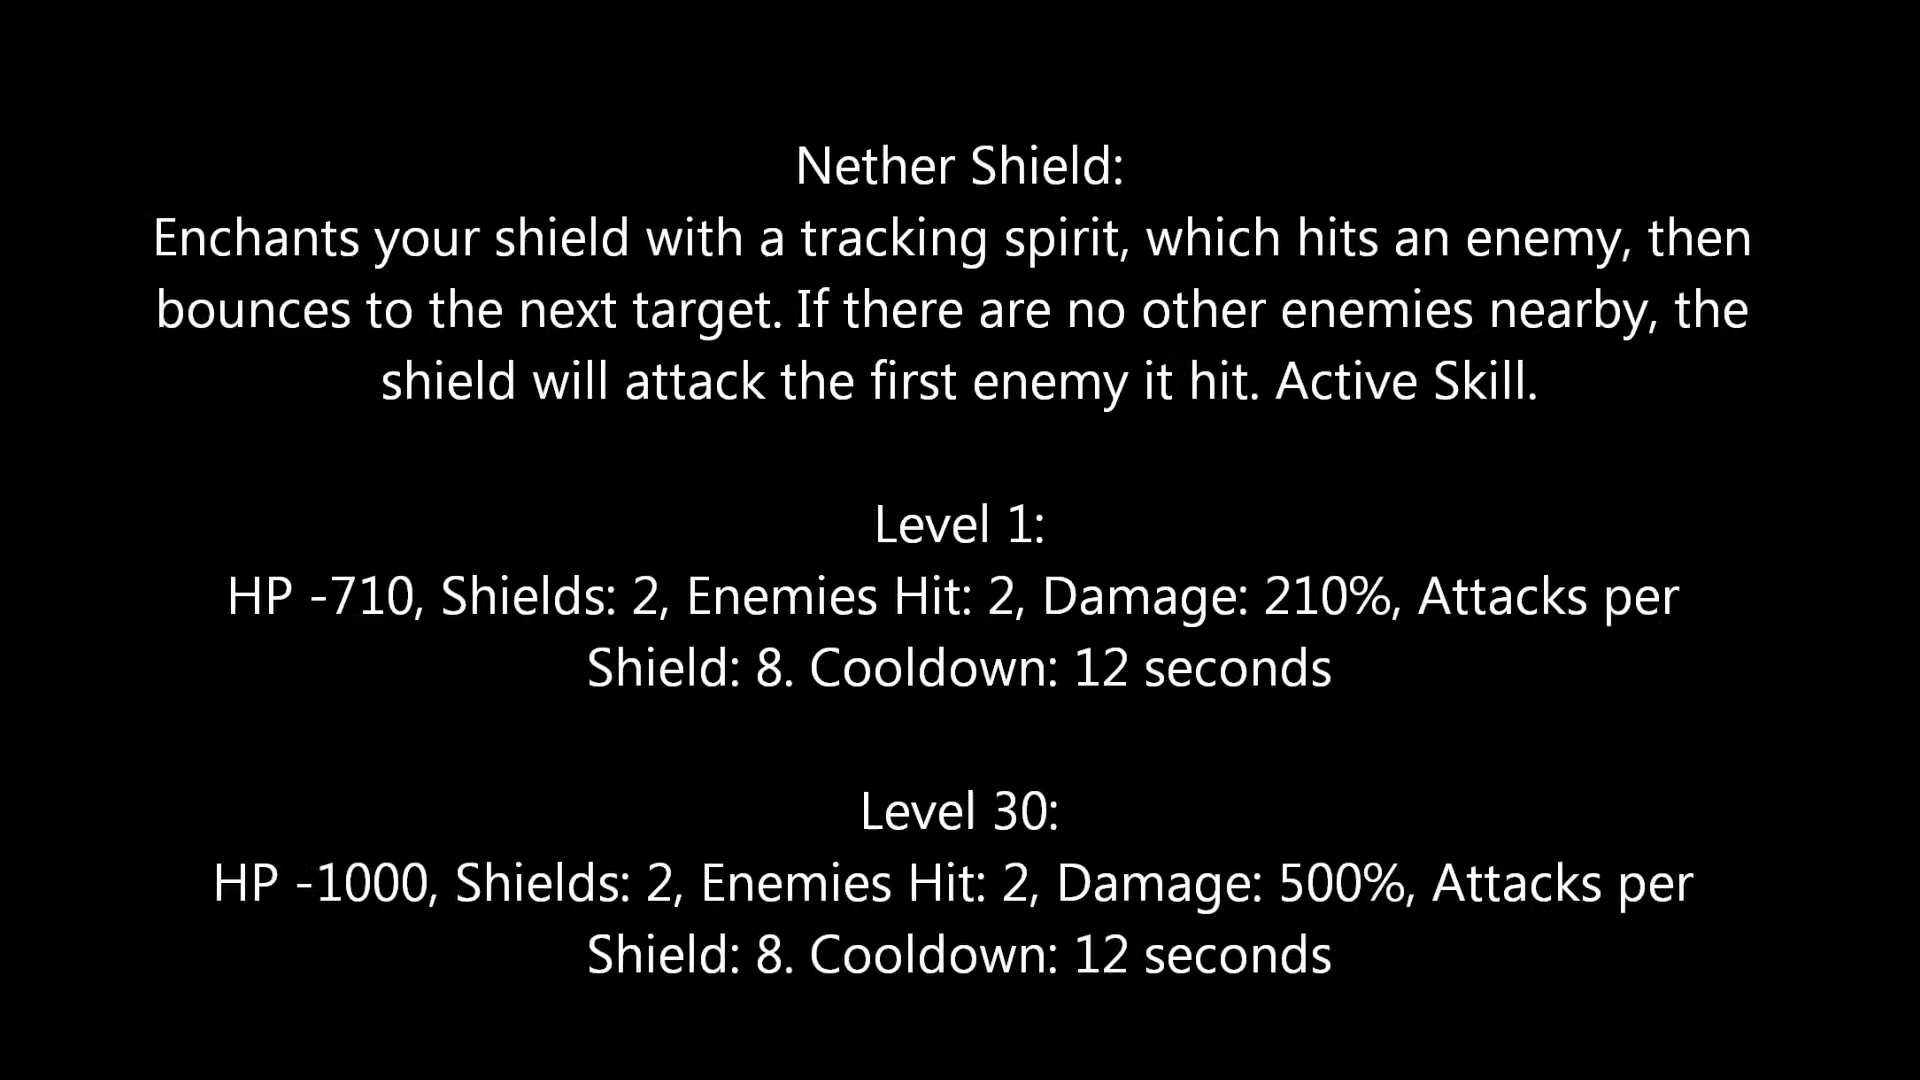 Nether Shield:
Enchants your shield with a tracking spirit, which hits an enemy, then
bounces to the next target. If there are no other enemies nearby, the
shield will attack the first enemy it hit. Active Skill.
Level 1:
HP -710, Shields: 2, Enemies Hit: 2, Damage: 210%, Attacks per
Shield: 8. Cooldown: 12 seconds
Level 30:
HP -1000, Shields: 2, Enemies Hit: 2, Damage: 500%, Attacks per
Shield: 8. Cooldown: 12 seconds